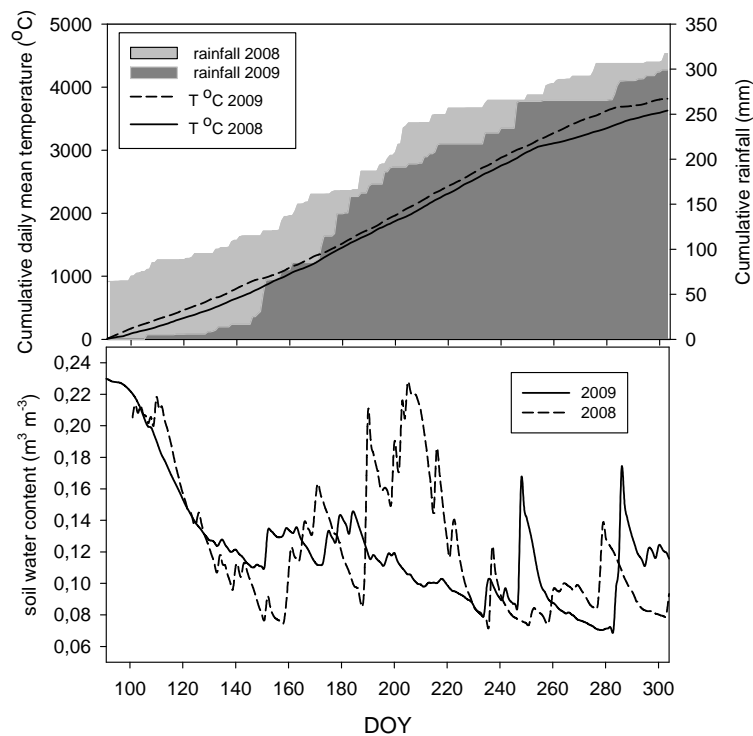 Cumulative daily mean temperature (°C)
5000
4000
3000
2000
1000
0
rainfall 2008
rainfall 2009
T °C 2009
T °C 2008
350
300
250
200
150
100
50
0
Cumulative rainfall (mm)
soil water content (m³ m⁻³)
0,24
0,22
0,20
0,18
0,16
0,14
0,12
0,10
0,08
0,06
2009
2008
100 120 140 160 180 200 220 240 260 280 300
DOY